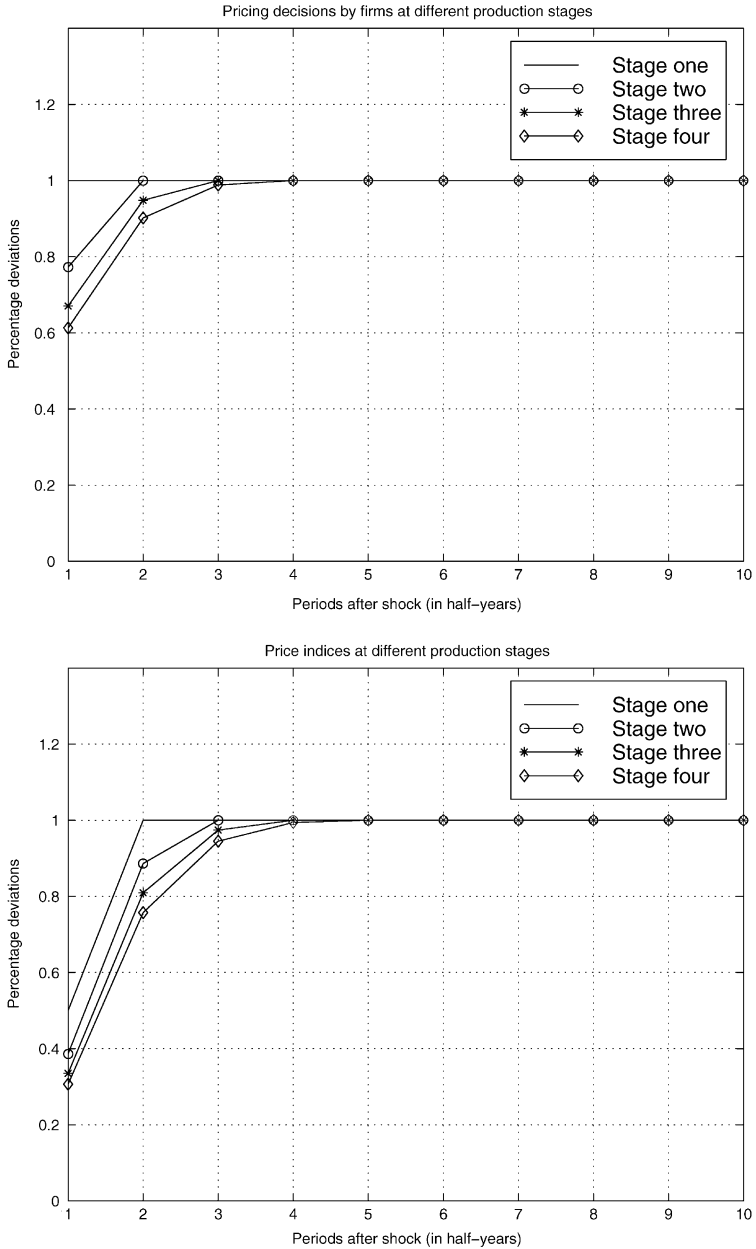 Pricing decisions by firms at different production stages
Stage one
Stage two
Stage three
Stage four
1.2
1
0.8
0.6
0.4
0.2
0
Percentage deviations
1 2 3 4 5 6 7 8 9 10
Periods after shock (in half−years)
Price indices at different production stages
Stage one
Stage two
Stage three
Stage four
1.2
1
0.8
0.6
0.4
0.2
0
Percentage deviations
1 2 3 4 5 6 7 8 9 10
Periods after shock (in half−years)